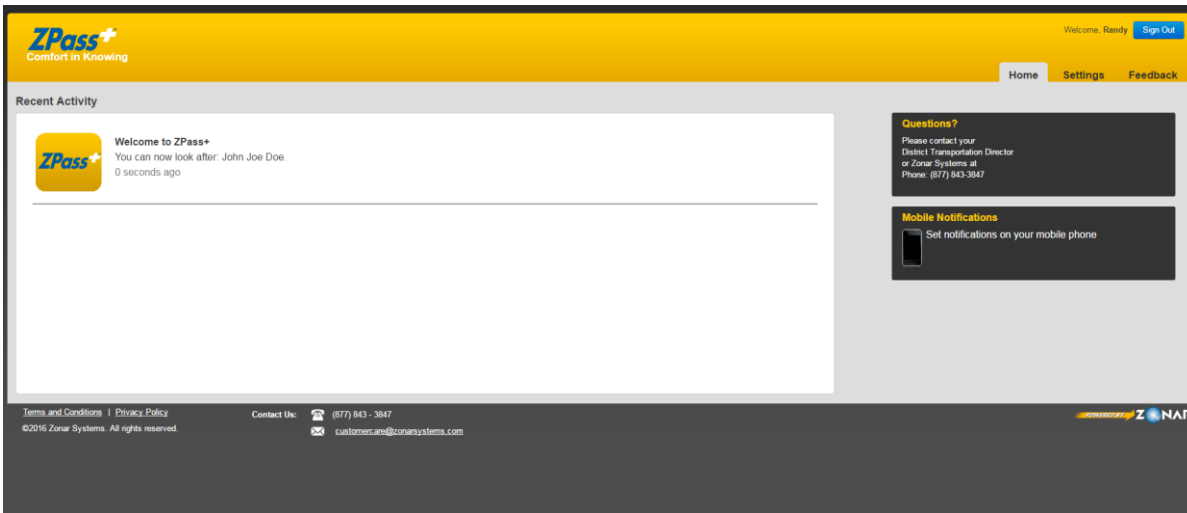 ZPass+
Comfort in Knowing
Welcome, Randy
Sign Out
Home Settings Feedback
Recent Activity
ZPass+
Welcome to ZPass+
You can now look after: John Joe Doe.
0 seconds ago
Questions?
Please contact your
District Transportation Director
or Zonar Systems at
Phone: (877) 843-3847
Mobile Notifications
Set notifications on your mobile phone
Terms and Conditions | Privacy Policy
©2016 Zonar Systems. All rights reserved.
Contact Us: (877) 843 - 3847
customercare@zonarsystems.com
POWERED BY ZONAR